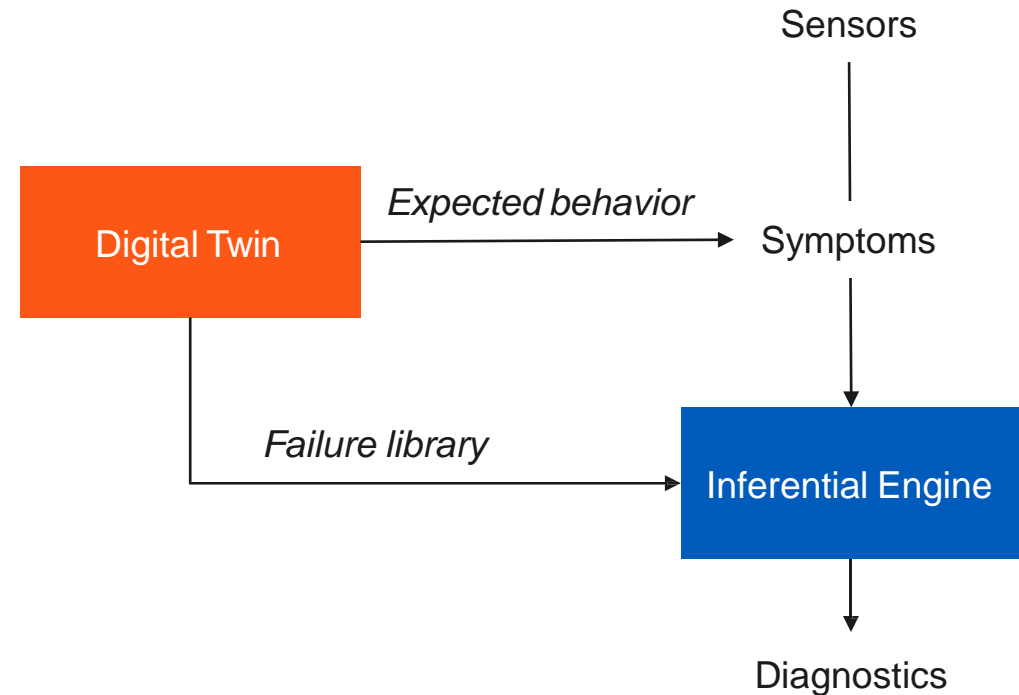 Sensors
Expected behavior
Digital Twin
Symptoms
Failure library
Inferential Engine
Diagnostics